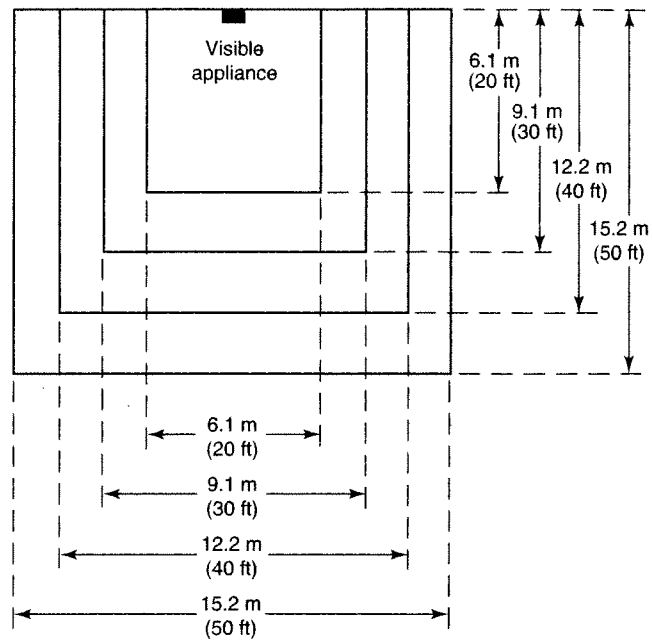 Visible
appliance
6.1 m
(20 ft)
9.1 m
(30 ft)
12.2 m
(40 ft)
15.2 m
(50 ft)
6.1 m
(20 ft)
9.1 m
(30 ft)
12.2 m
(40 ft)
15.2 m
(50 ft)